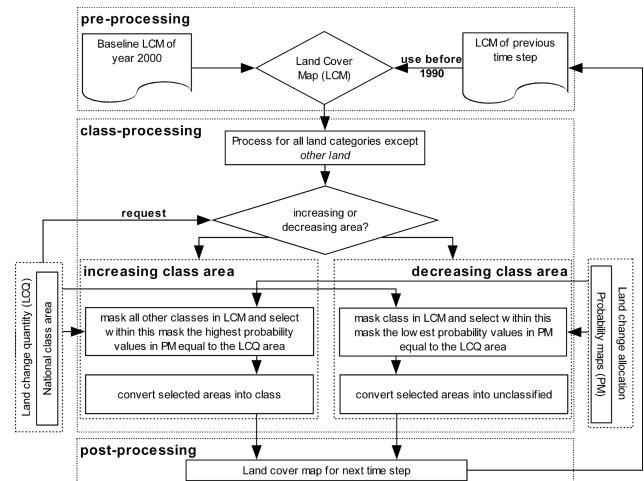 pre-processing
Baseline LCM of
year 2000
Land Cover
Map (LCM)
use before
1990
LCM of previous
time step
class-processing
Process for all land categories except
other land
request
increasing or
decreasing area?
increasing class area
decreasing class area
Land change quantity (LCQ)
National class area
mask all other classes in LCM and select
within this mask the highest probability
values in PM equal to the LCQ area
mask class in LCM and select within this
mask the lowest probability values in PM
equal to the LCQ area
Probability maps (PM)
Land change allocation
convert selected areas into class
convert selected areas into unclassified
post-processing
Land cover map for next time step